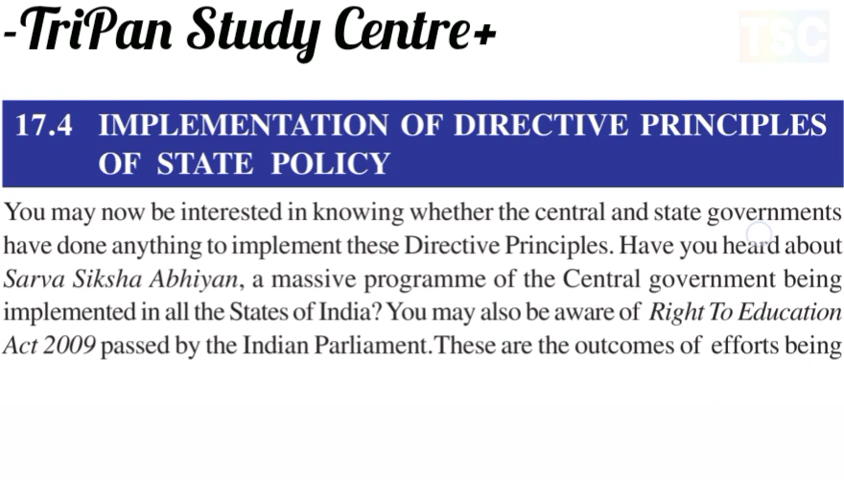 -TriPan Study Centre+
TSC
17.4 IMPLEMENTATION OF DIRECTIVE PRINCIPLES
OF STATE POLICY
You may now be interested in knowing whether the central and state governments
have done anything to implement these Directive Principles. Have you heard about
Sarva Siksha Abhiyan, a massive programme of the Central government being
implemented in all the States of India? You may also be aware of Right To Education
Act 2009 passed by the Indian Parliament.These are the outcomes of efforts being